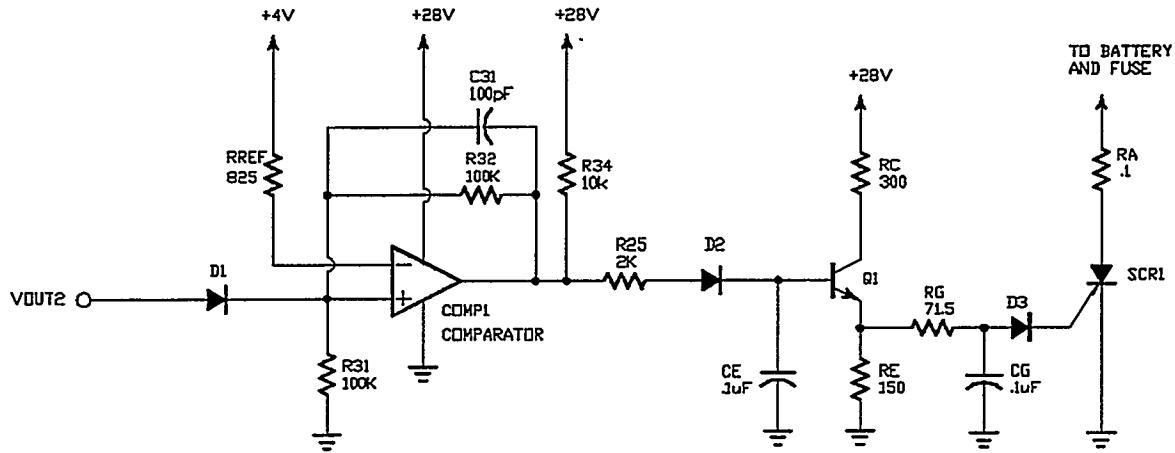 +4V
+28V
+28V
TO BATTERY
AND FUSE
+28V
C31
100pF
RREF
825
R32
100K
R34
10k
RC
300
RA
.1
R25
2K
D2
D1
SCR1
Q1
VOUT2
RG
71.5
D3
COMP1
COMPARATOR
R31
100K
CE
.1uF
RE
150
CG
.1uF